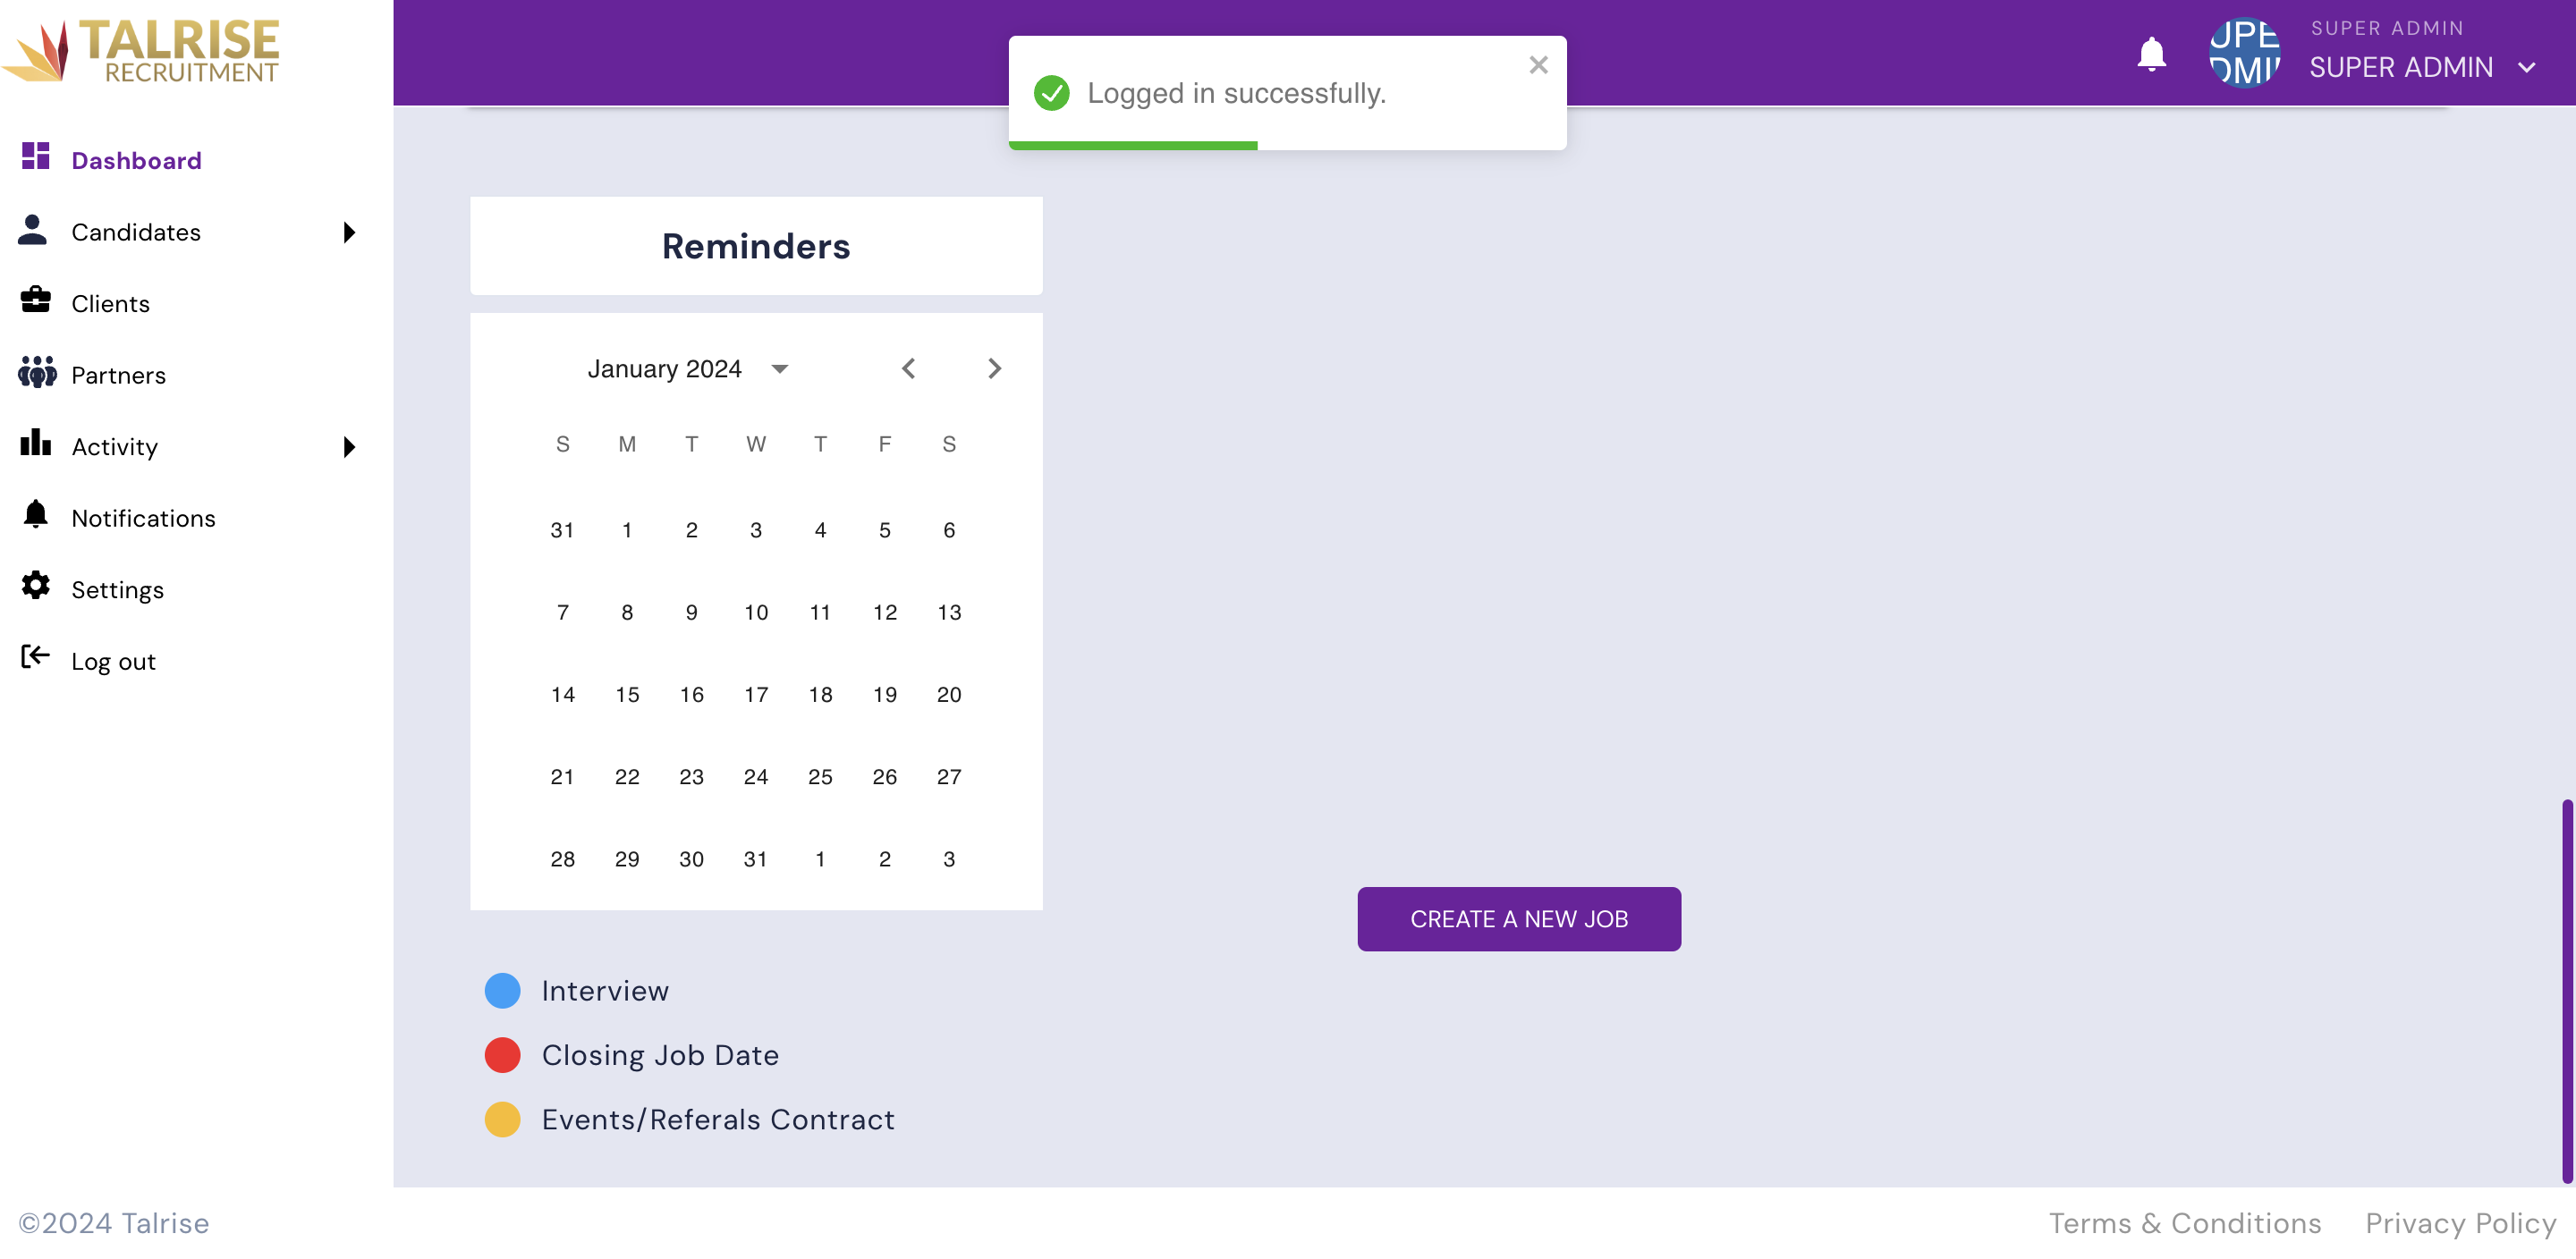 TALRISE
RECRUITMENT
Dashboard
Candidates
Clients
Partners
Activity
Notifications
Settings
Log out
Logged in successfully.
SUPER ADMIN
SUPER ADMIN
Reminders
January 2024
S M T W T F S
31 1 2 3 4 5 6
7 8 9 10 11 12 13
14 15 16 17 18 19 20
21 22 23 24 25 26 27
28 29 30 31 1 2 3
CREATE A NEW JOB
Interview
Closing Job Date
Events/Referrals Contract
©2024 Talrise
Terms & Conditions
Privacy Policy